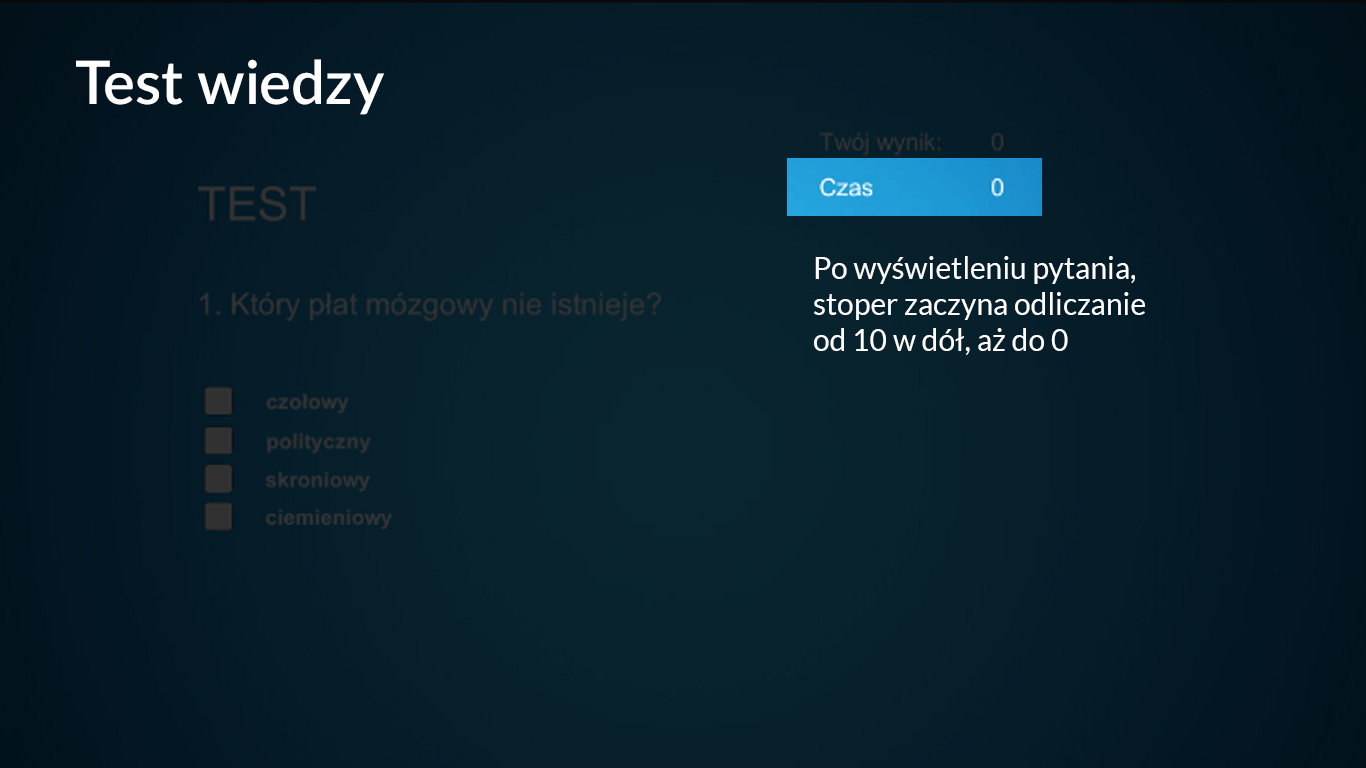 Test wiedzy
Twój wynik: 0
Czas 0
TEST
Po wyświetleniu pytania,
stoper zaczyna odliczanie
od 10 w dół, aż do 0
1. Który płat mózgowy nie istnieje?
czołowy
polityczny
skroniowy
ciemieniowy